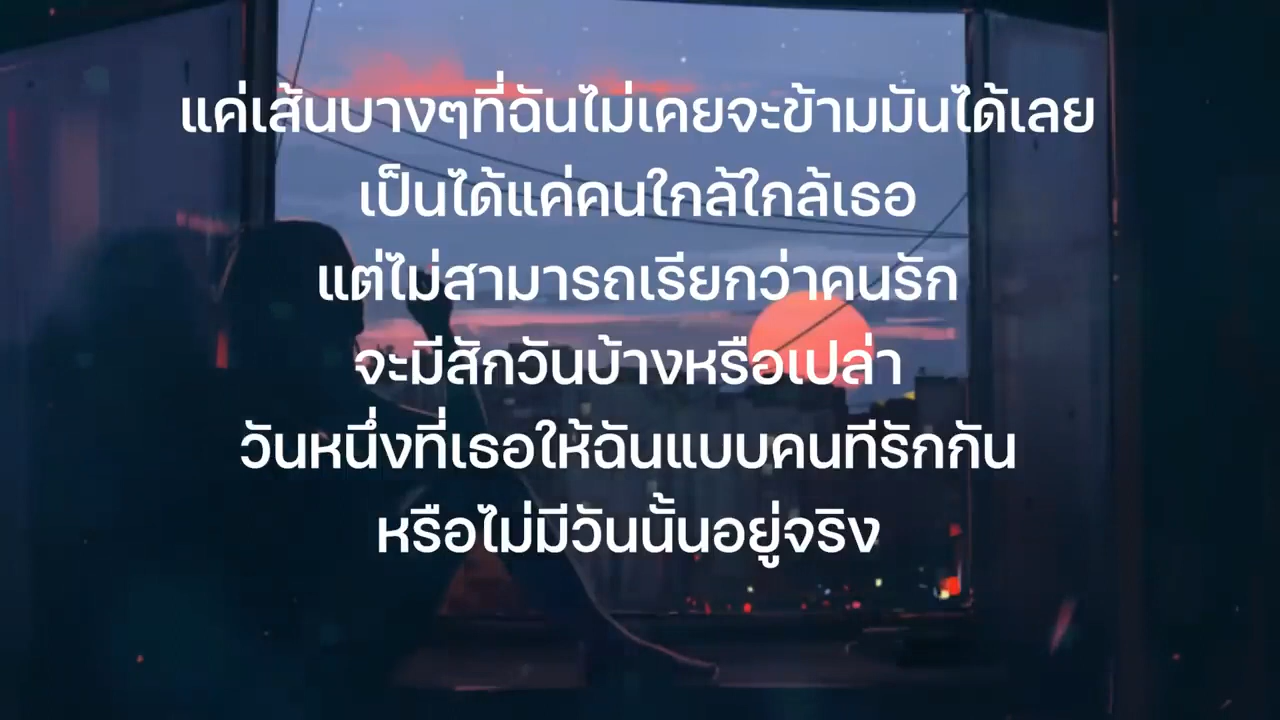 แค่เส้นบางๆที่ฉันไม่เคยจะข้ามมันได้เลย
เป็นได้แค่คนใกล้ใกล้เธอ
แต่ไม่สามารถเรียกว่าคนรัก
จะมีสักวันบ้างหรือเปล่า
วันหนึ่งที่เธอให้ฉันแบบคนทีรักกัน
หรือไม่มีวันนั้นอยู่จริง